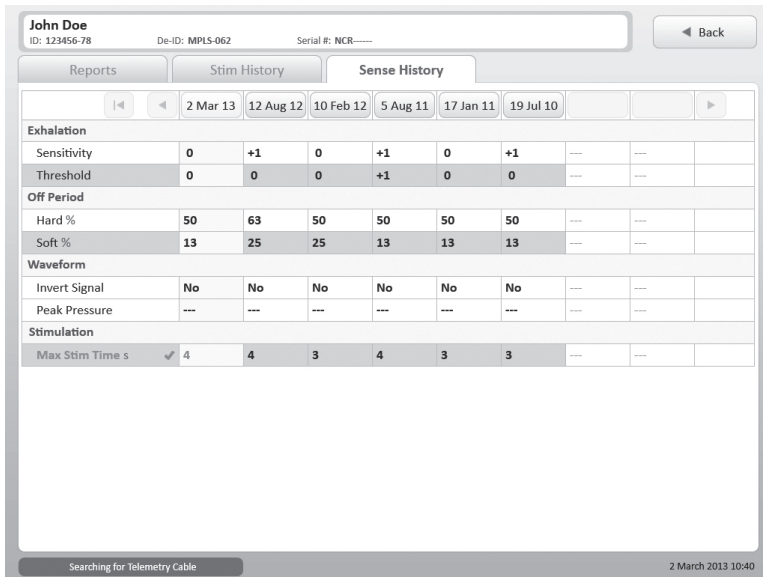 John Doe
ID: 123456-78 De-ID: MPLS-062 Serial #: NCR------
Back
Reports Stim History Sense History
2 Mar 13 12 Aug 12 10 Feb 12 5 Aug 11 17 Jan 11 19 Jul 10
Exhalation
Sensitivity 0 +1 0 +1 0 +1 --- ---
Threshold 0 0 0 +1 0 0 --- ---
Off Period
Hard % 50 63 50 50 50 50 --- ---
Soft % 13 25 25 13 13 13 --- ---
Waveform
Invert Signal No No No No No No --- ---
Peak Pressure --- --- --- --- --- --- --- ---
Stimulation
Max Stim Time s 4 4 3 4 3 3 --- ---
Searching for Telemetry Cable 2 March 2013 10:40